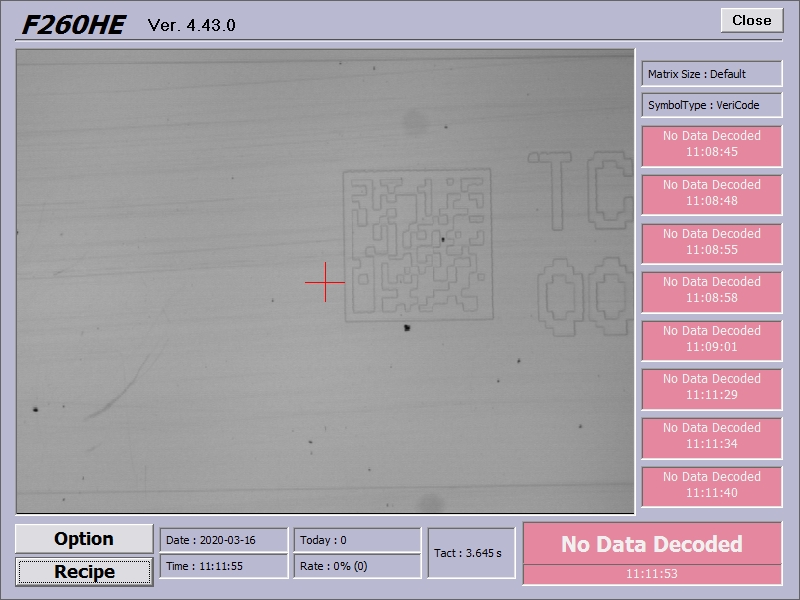 F260HE Ver. 4.43.0
Close
Matrix Size : Default
SymbolType : VeriCode
No Data Decoded
11:08:45
No Data Decoded
11:08:48
No Data Decoded
11:08:55
No Data Decoded
11:08:58
No Data Decoded
11:09:01
No Data Decoded
11:11:29
No Data Decoded
11:11:34
No Data Decoded
11:11:40
TC
00
Option
Recipe
Date : 2020-03-16
Time : 11:11:55
Today : 0
Rate : 0% (0)
Tact : 3.645 s
No Data Decoded
11:11:53